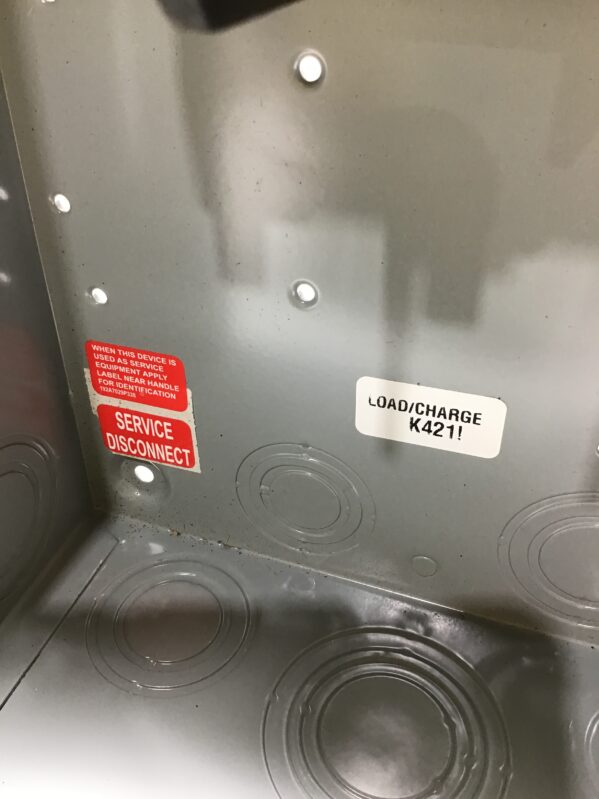 WHEN THIS DEVICE IS
USED AS SERVICE
EQUIPMENT APPLY
LABEL NEAR HANDLE
FOR IDENTIFICATION
192A7029P328
SERVICE
DISCONNECT
LOAD/CHARGE
K421!